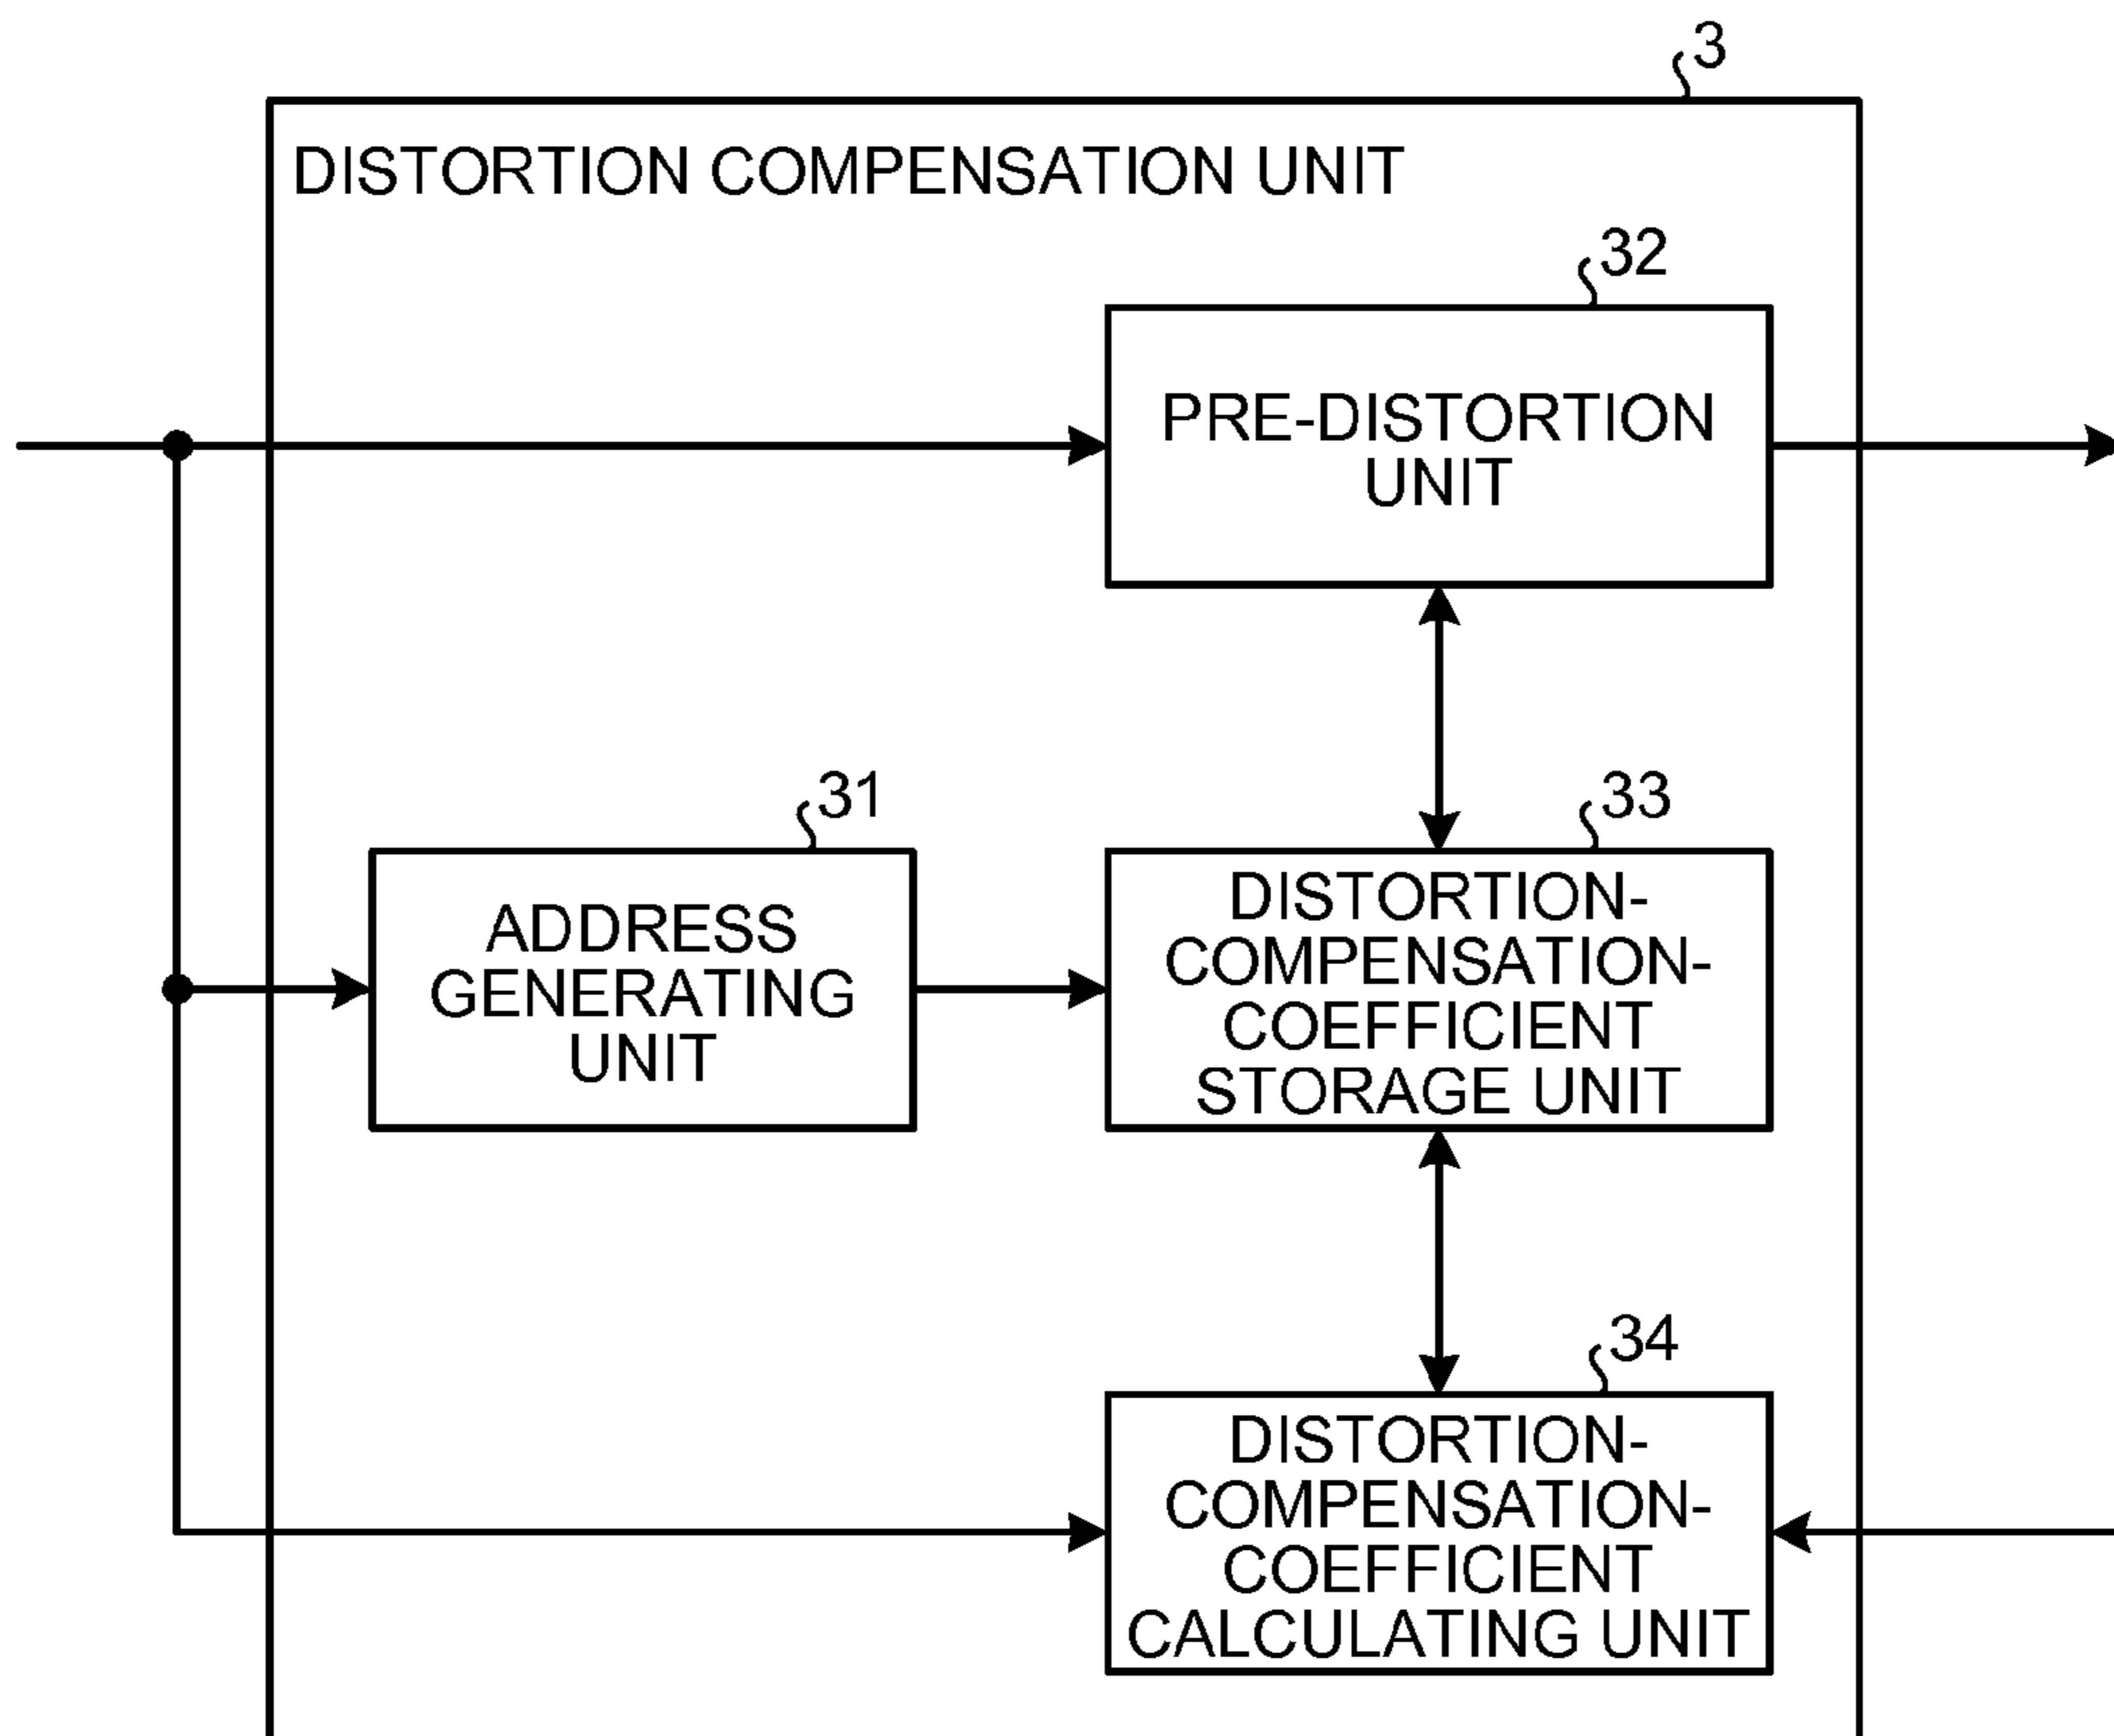 3
DISTORTION COMPENSATION UNIT
32
PRE-DISTORTION
UNIT
31
ADDRESS
GENERATING
UNIT
33
DISTORTION-
COMPENSATION-
COEFFICIENT
STORAGE UNIT
34
DISTORTION-
COMPENSATION-
COEFFICIENT
CALCULATING UNIT